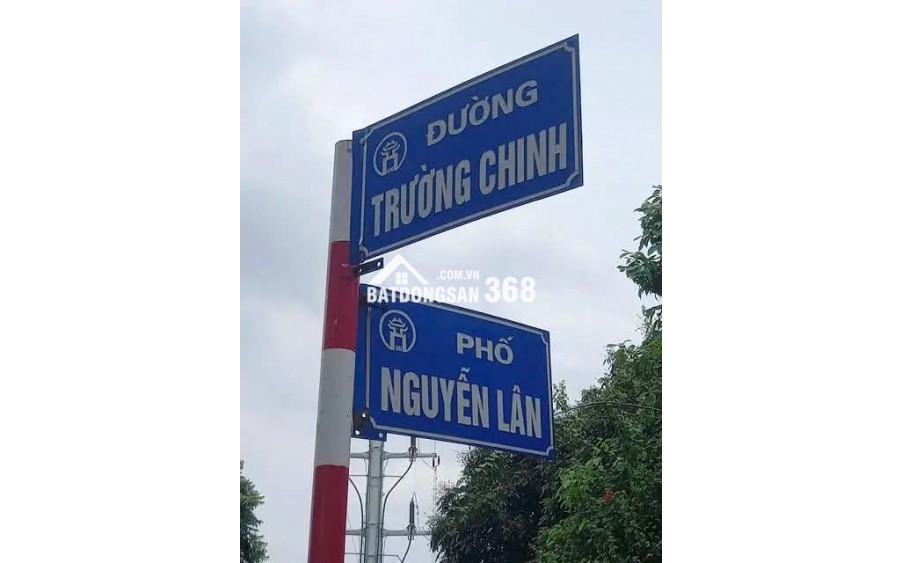 ĐƯỜNG
TRƯỜNG CHINH
.COM.VN
BATDONGSAN 368
PHỐ
NGUYỄN LÂN